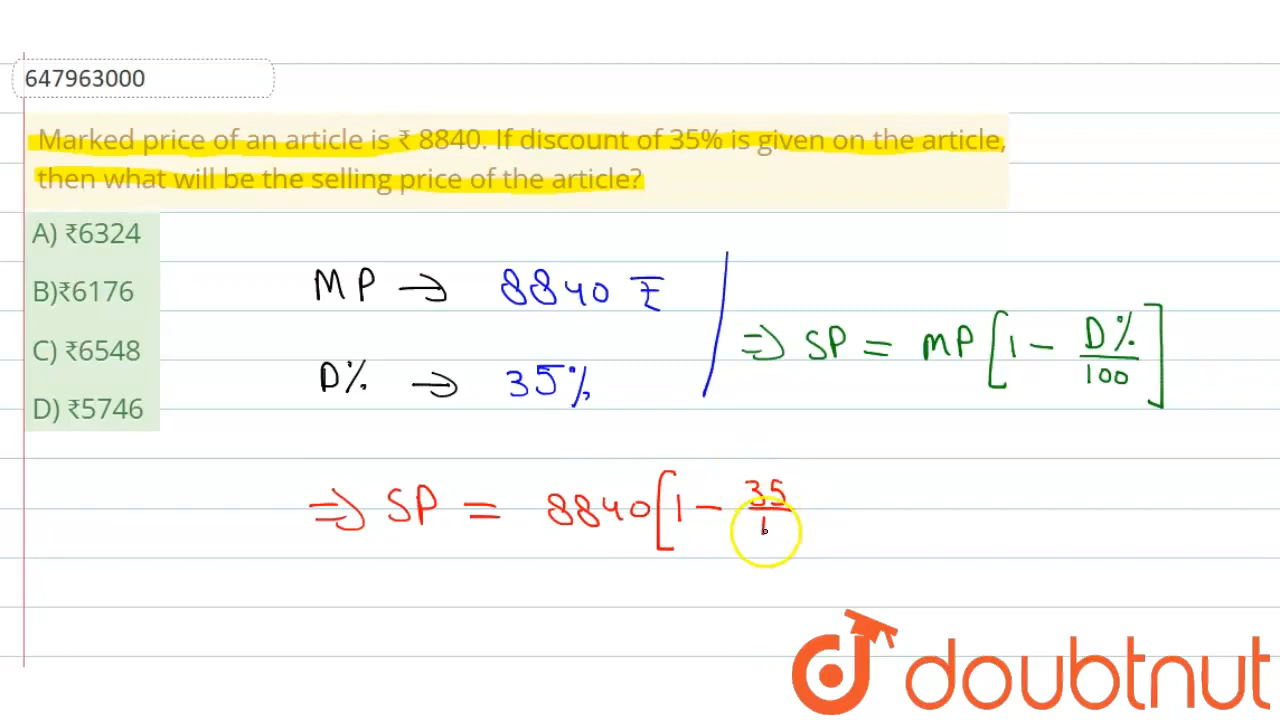 647963000
Marked price of an article is ₹ 8840. If discount of 35% is given on the article,
then what will be the selling price of the article?
A) ₹6324
B)₹6176
C) ₹6548
D) ₹5746
MP → 8840 ₹
D% → 35%
⇒ SP = MP [1 - D%/100]
⇒ SP = 8840 [1 - 35/1
doubtnut